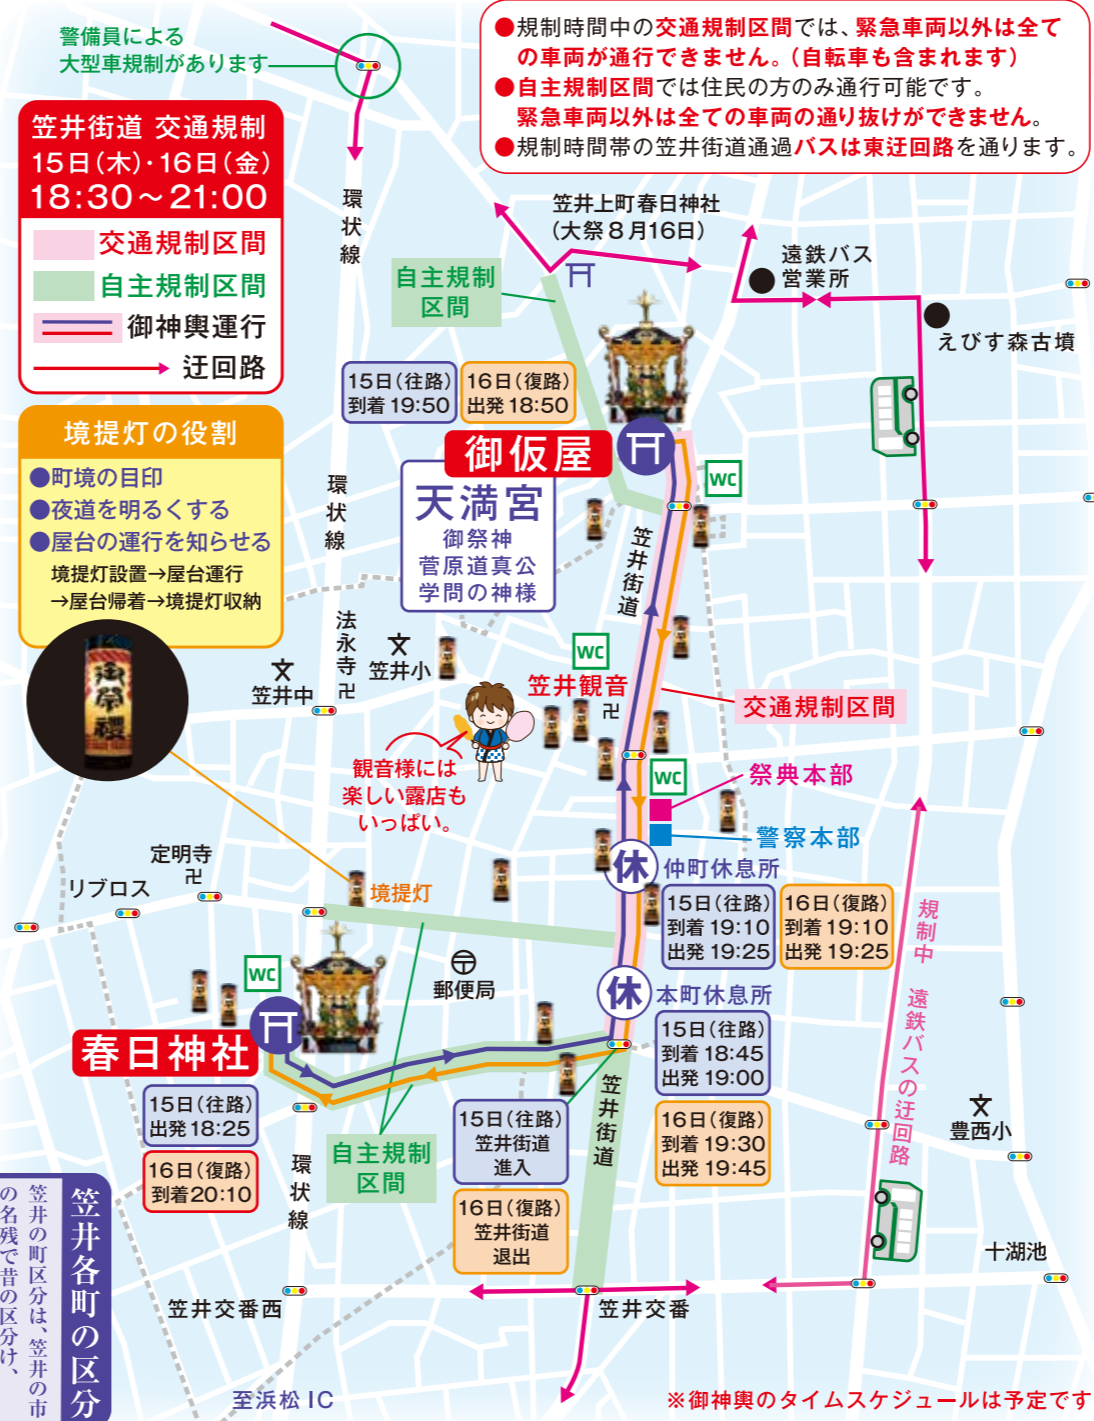 警備員による
大型車規制があります
●規制時間中の交通規制区間では、緊急車両以外は全て
の車両が通行できません。（自転車も含まれます）
●自主規制区間では住民の方のみ通行可能です。
緊急車両以外は全ての車両の通り抜けができません。
●規制時間帯の笠井街道通過バスは東迂回路を通ります。
笠井街道 交通規制
15日（木）・16日（金）
18:30～21:00
交通規制区間
自主規制区間
御神輿運行
迂回路
環状線
笠井上町春日神社
（大祭8月16日）
自主規制
区間
遠鉄バス
営業所
えびす森古墳
15日（往路）
到着 19:50
16日（復路）
出発 18:50
御仮屋
天満宮
御祭神
菅原道真公
学問の神様
WC
境提灯の役割
●町境の目印
●夜道を明るくする
●屋台の運行を知らせる
境提灯設置→屋台運行
→屋台帰着→境提灯収納
御祭禮
環状線
笠井街道
法永寺
卍
文
笠井小
文
笠井中
WC
笠井観音
卍
交通規制区間
観音様には
楽しい露店も
いっぱい。
WC
祭典本部
警察本部
定明寺
卍
リブロス
境提灯
休
仲町休息所
15日（往路）
到着 19:10
出発 19:25
16日（復路）
到着 19:10
出発 19:25
規制中 遠鉄バスの迂回路
WC
〒
郵便局
休
本町休息所
15日（往路）
到着 18:45
出発 19:00
16日（復路）
到着 19:30
出発 19:45
春日神社
15日（往路）
出発 18:25
16日（復路）
到着20:10
自主規制
区間
15日（往路）
笠井街道
進入
16日（復路）
笠井街道
退出
笠井街道
環状線
文
豊西小
十湖池
笠井各町の区分
笠井の町区分は、笠井の市
の名残で昔の区分け、
笠井交番西
笠井交番
至浜松IC
※御神輿のタイムスケジュールは予定です